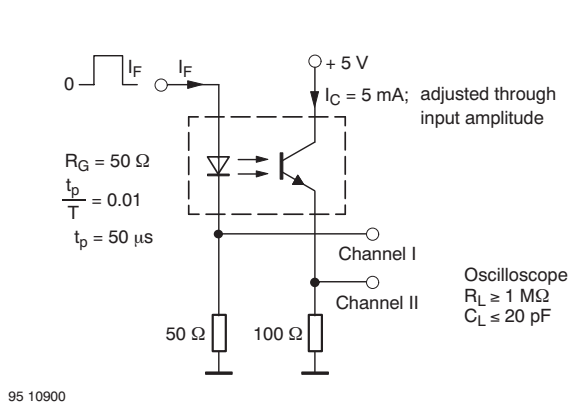 + 5 V
0
I_F
I_F
I_C = 5 mA; adjusted through
input amplitude
R_G = 50 Ω
t_p
T
= 0.01
t_p = 50 μs
Channel I
Channel II
Oscilloscope
R_L ≥ 1 MΩ
C_L ≤ 20 pF
50 Ω
100 Ω
95 10900